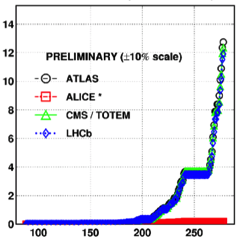 14
12
PRELIMINARY (±10% scale)
10
ATLAS
ALICE *
8
CMS / TOTEM
LHCb
6
4
2
0
100 150 200 250